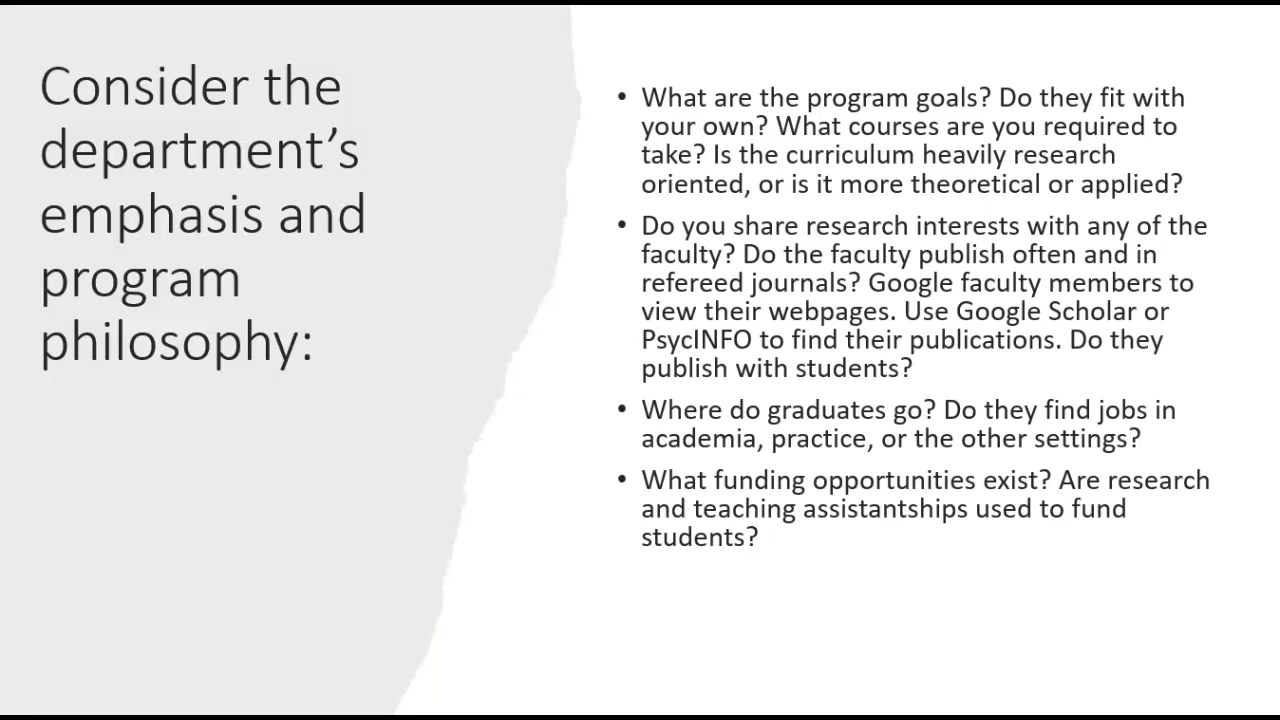 Consider the
department's
emphasis and
program
philosophy:
• What are the program goals? Do they fit with
your own? What courses are you required to
take? Is the curriculum heavily research
oriented, or is it more theoretical or applied?
• Do you share research interests with any of the
faculty? Do the faculty publish often and in
refereed journals? Google faculty members to
view their webpages. Use Google Scholar or
PsycINFO to find their publications. Do they
publish with students?
• Where do graduates go? Do they find jobs in
academia, practice, or the other settings?
• What funding opportunities exist? Are research
and teaching assistantships used to fund
students?